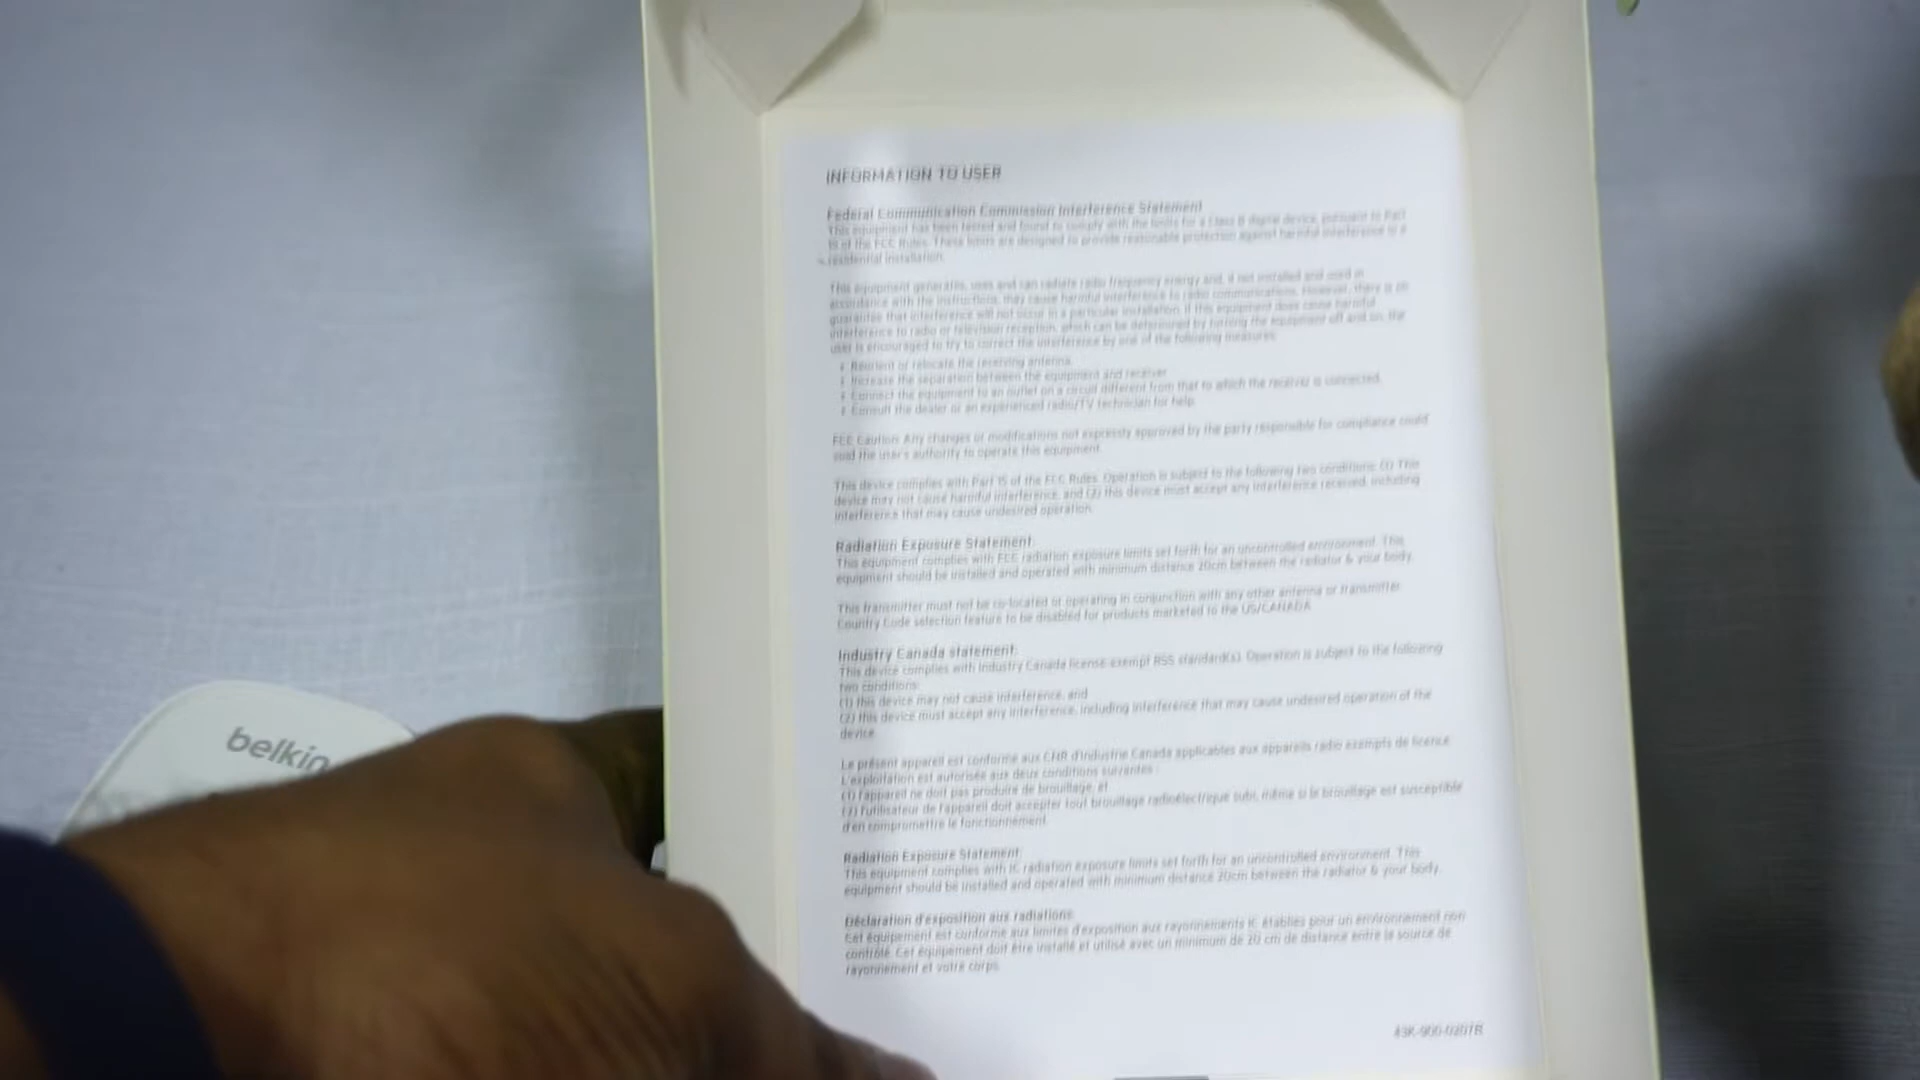 INFORMATION TO USER
Federal Communication Commission Interference Statement
This equipment has been tested and found to comply with the limits for a Class B digital device, pursuant to Part
15 of the FCC Rules. These limits are designed to provide reasonable protection against harmful interference in a
residential installation.
This equipment generates, uses and can radiate radio frequency energy and, if not installed and used in
accordance with the instructions, may cause harmful interference to radio communications. However, there is no
guarantee that interference will not occur in a particular installation. If this equipment does cause harmful
interference to radio or television reception, which can be determined by turning the equipment off and on, the
user is encouraged to try to correct the interference by one of the following measures:
Reorient or relocate the receiving antenna.
Increase the separation between the equipment and receiver
Connect the equipment to an outlet on a circuit different from that to which the receiver is connected.
Consult the dealer or an experienced radio/TV technician for help.
FCC Caution: Any changes or modifications not expressly approved by the party responsible for compliance could
void the user's authority to operate this equipment.
This device complies with Part 15 of the FCC Rules. Operation is subject to the following two conditions: (1) This
device may not cause harmful interference, and (2) this device must accept any interference received, including
interference that may cause undesired operation.
Radiation Exposure Statement:
This equipment complies with FCC radiation exposure limits set forth for an uncontrolled environment. This
equipment should be installed and operated with minimum distance 20cm between the radiator & your body.
This transmitter must not be co-located or operating in conjunction with any other antenna or transmitter.
Country Code selection feature to be disabled for products marketed to the US/CANADA
Industry Canada statement:
This device complies with Industry Canada license-exempt RSS standard(s). Operation is subject to the following
two conditions:
(1) this device may not cause interference, and
(2) this device must accept any interference, including interference that may cause undesired operation of the
device.
Le présent appareil est conforme aux CNR d'Industrie Canada applicables aux appareils radio exempts de licence.
L'exploitation est autorisée aux deux conditions suivantes :
(1) l'appareil ne doit pas produire de brouillage, et
(2) l'utilisateur de l'appareil doit accepter tout brouillage radioélectrique subi, même si le brouillage est susceptible
d'en compromettre le fonctionnement.
Radiation Exposure Statement:
This equipment complies with IC radiation exposure limits set forth for an uncontrolled environment. This
equipment should be installed and operated with minimum distance 20cm between the radiator & your body.
Déclaration d'exposition aux radiations:
Cet équipement est conforme aux limites d'exposition aux rayonnements IC établies pour un environnement non
contrôlé. Cet équipement doit être installé et utilisé avec un minimum de 20 cm de distance entre la source de
rayonnement et votre corps.
belkin